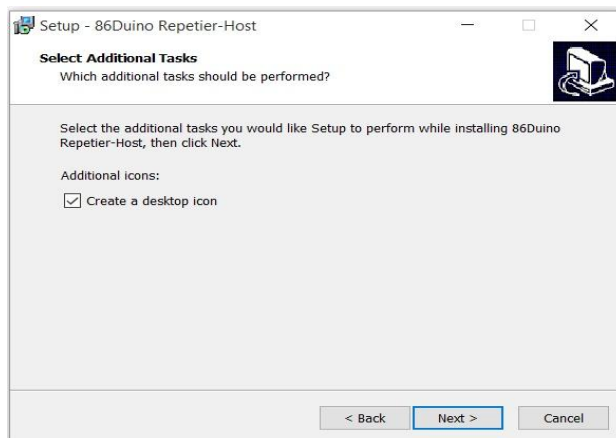 Setup - 86Duino Repetier-Host
Select Additional Tasks
Which additional tasks should be performed?
Select the additional tasks you would like Setup to perform while installing 86Duino
Repetier-Host, then click Next.
Additional icons:
Create a desktop icon
< Back Next > Cancel